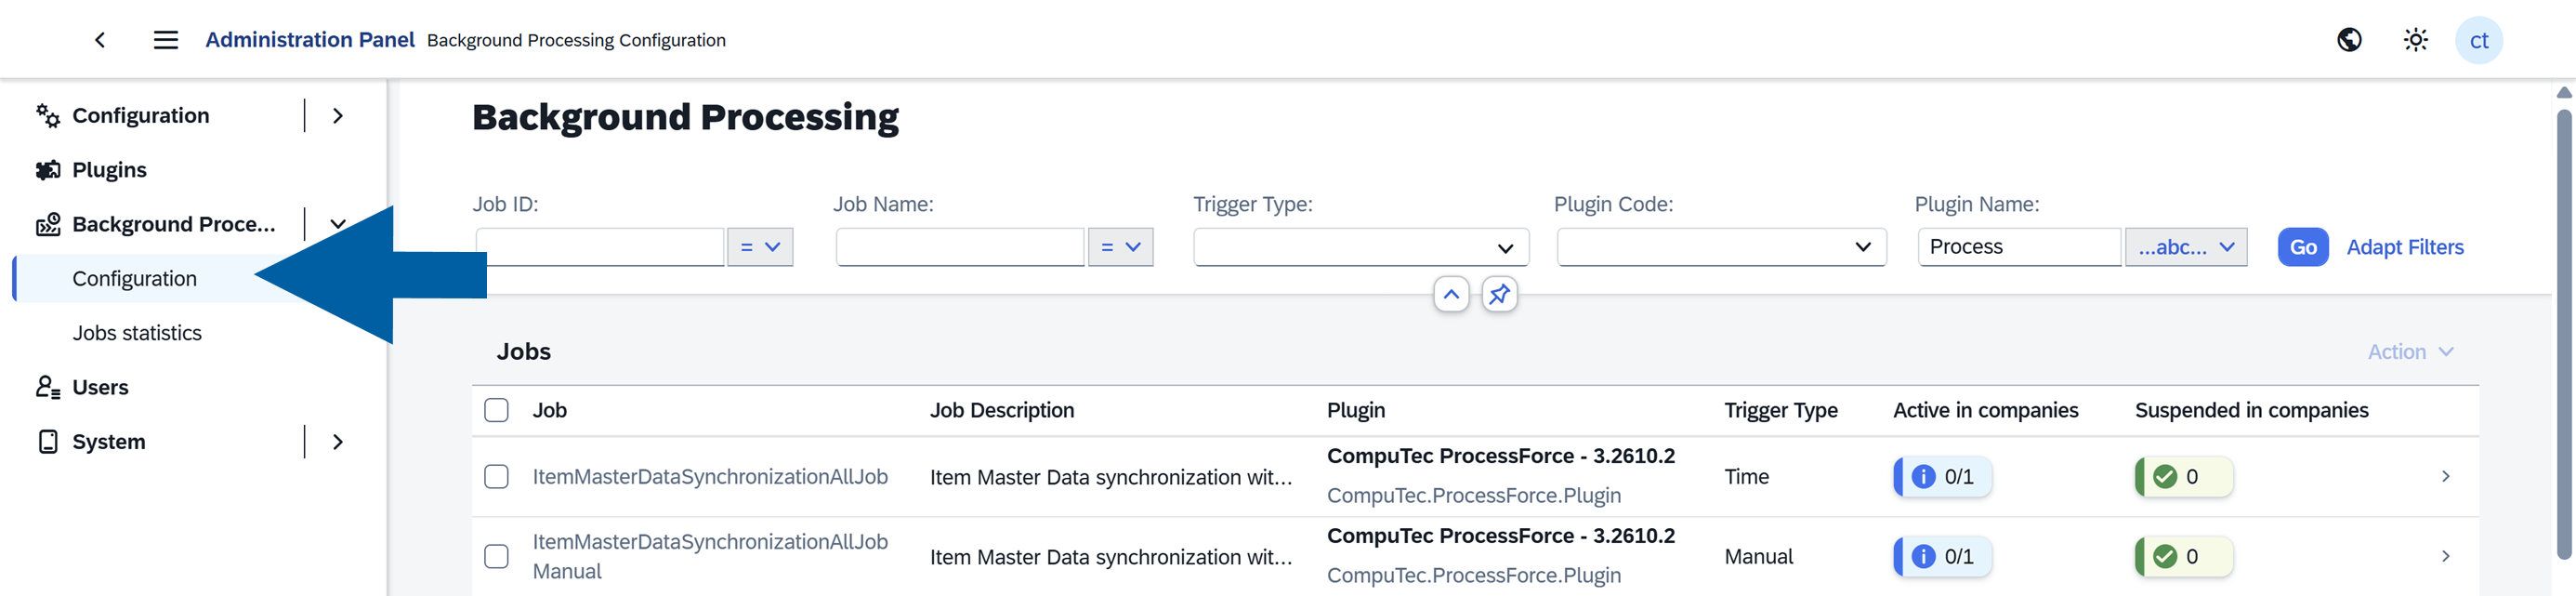 Administration Panel Background Processing Configuration ct
Configuration
Plugins
Background Proce...
Configuration
Jobs statistics
Users
System
Background Processing
Job ID: Job Name: Trigger Type: Plugin Code: Plugin Name:
= = Process ...abc... Go Adapt Filters
Jobs Action
Job Job Description Plugin Trigger Type Active in companies Suspended in companies
ItemMasterDataSynchronizationAllJob Item Master Data synchronization wit... CompuTec ProcessForce - 3.2610.2 Time 0/1 0
CompuTec.ProcessForce.Plugin
ItemMasterDataSynchronizationAllJob Item Master Data synchronization wit... CompuTec ProcessForce - 3.2610.2 Manual 0/1 0
Manual CompuTec.ProcessForce.Plugin